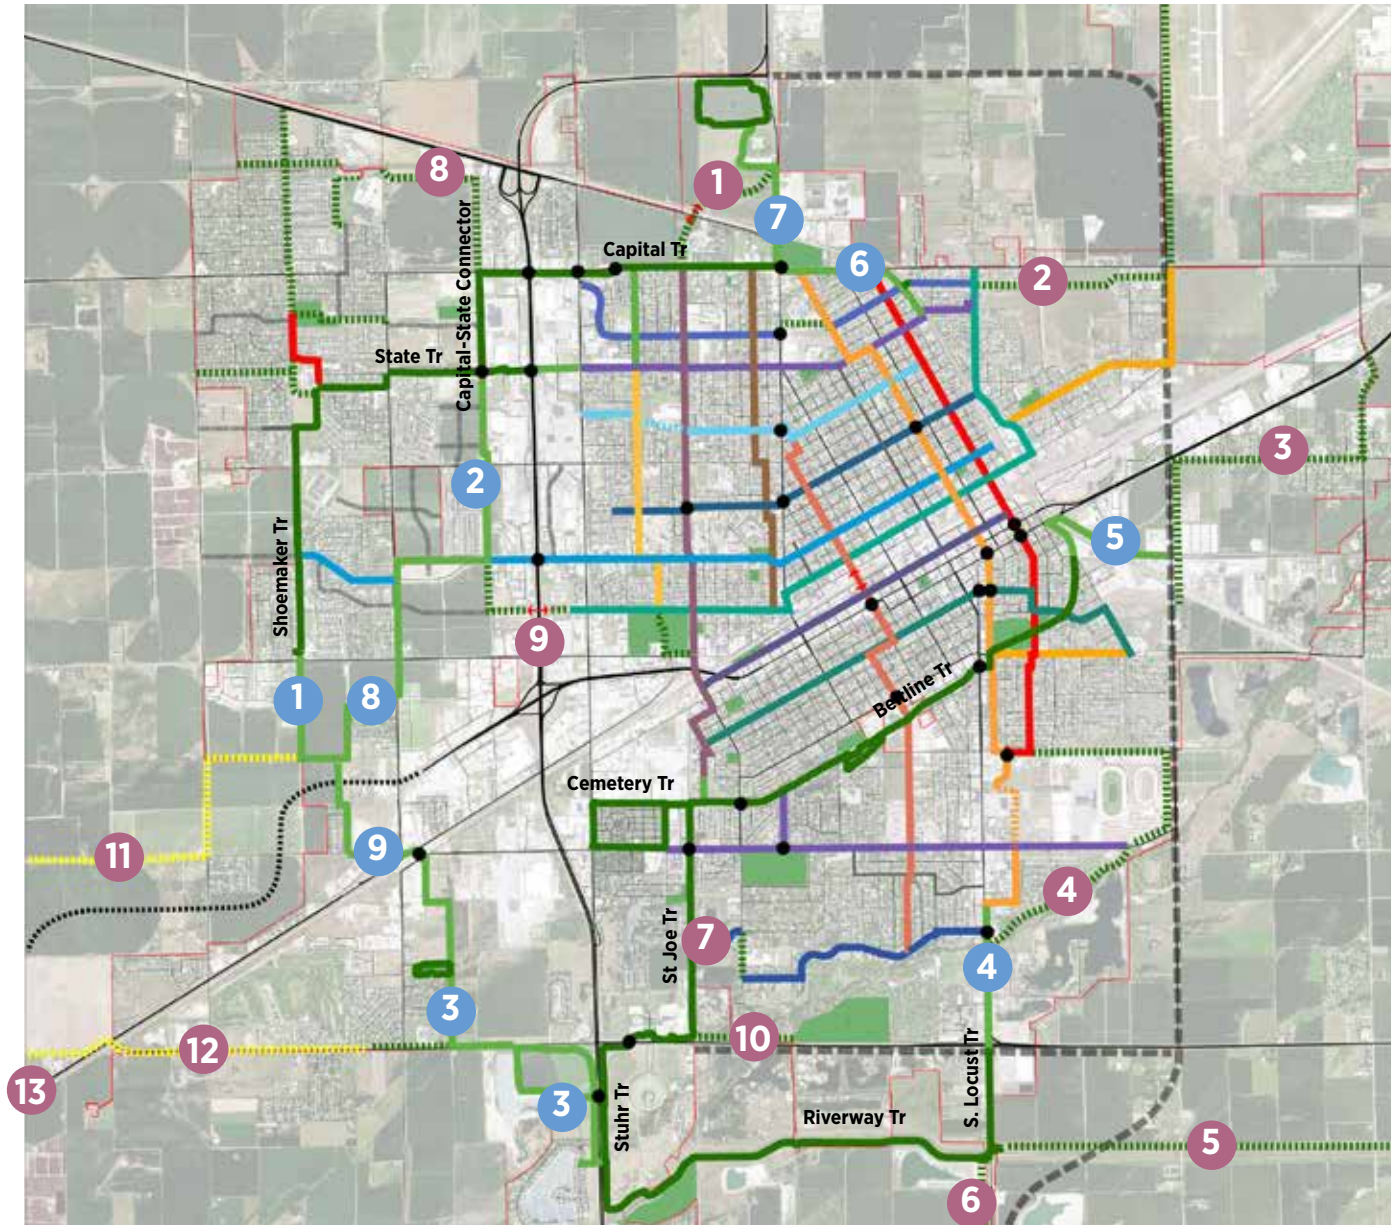 8
1
7
Capital Tr
6
2
Capital-State Connector
State Tr
3
2
5
Shoemaker Tr
9
1
8
Beltline Tr
Cemetery Tr
11
9
4
7
St Joe Tr
4
3
10
12
13
3
Stuhr Tr
S. Locust Tr
Riverway Tr
5
6